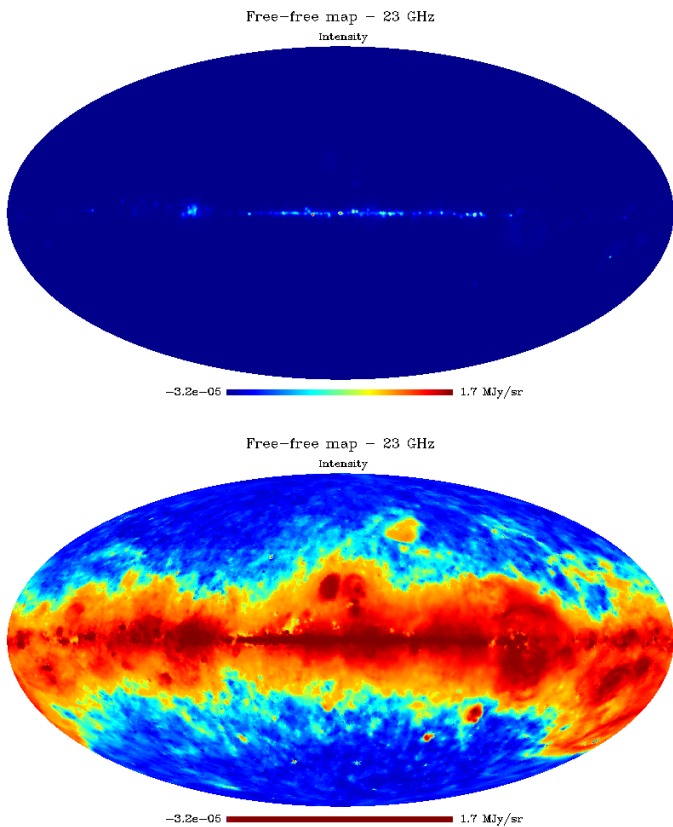 Free-free map - 23 GHz
Intensity
-3.2e-05 1.7 MJy/sr
Free-free map - 23 GHz
Intensity
-3.2e-05 1.7 MJy/sr